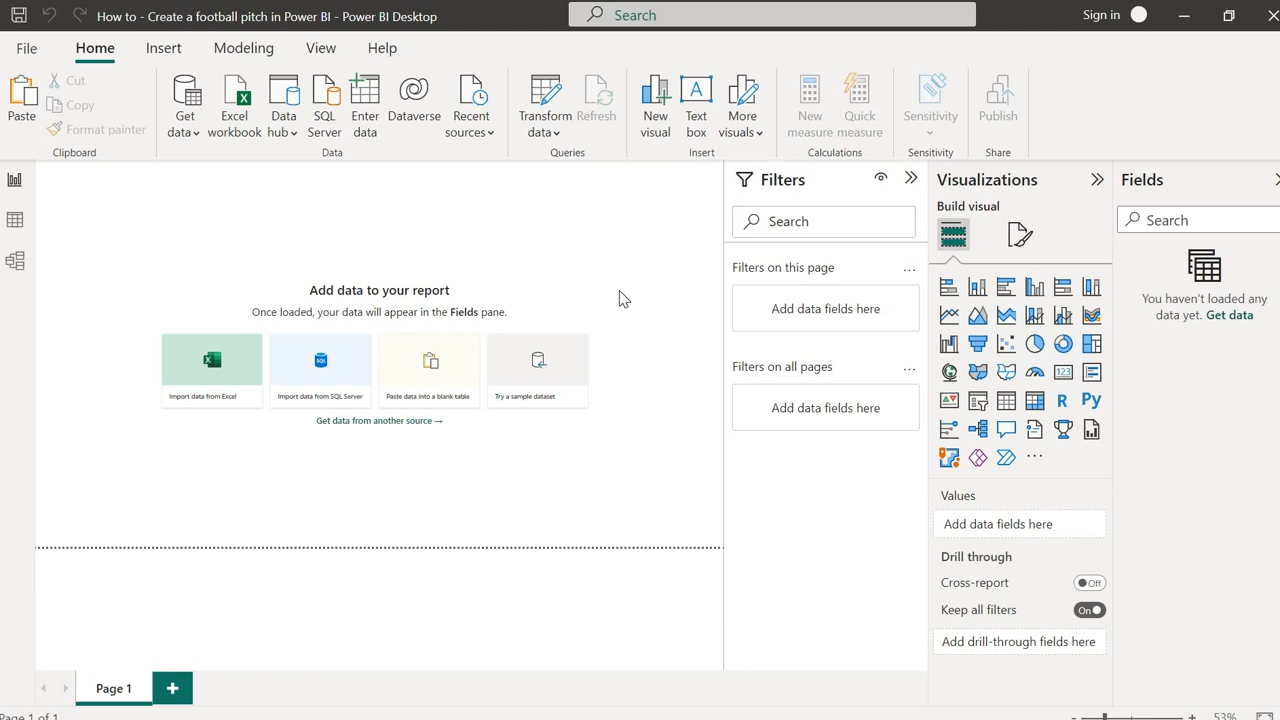 How to - Create a football pitch in Power BI - Power BI Desktop
Search
Sign in
File
Home
Insert
Modeling
View
Help
Paste
Cut
Copy
Format painter
Clipboard
Get data
Excel workbook
Data hub
SQL Server
Enter data
Dataverse
Recent sources
Data
Transform data
Refresh
Queries
New visual
A
Text box
More visuals
Insert
New measure
Quick measure
Calculations
Sensitivity
Sensitivity
Publish
Share
Add data to your report
Once loaded, your data will appear in the Fields pane.
SQL
Import data from Excel
Import data from SQL Server
Paste data into a blank table
Try a sample dataset
Get data from another source →
Filters
Search
Filters on this page
...
Add data fields here
Filters on all pages
...
Add data fields here
Visualizations
Build visual
123
R
Py
...
Values
Add data fields here
Drill through
Cross-report
Off
Keep all filters
On
Add drill-through fields here
Fields
Search
You haven't loaded any
data yet. Get data
Page 1
+
Page 1 of 1
-
+
53%